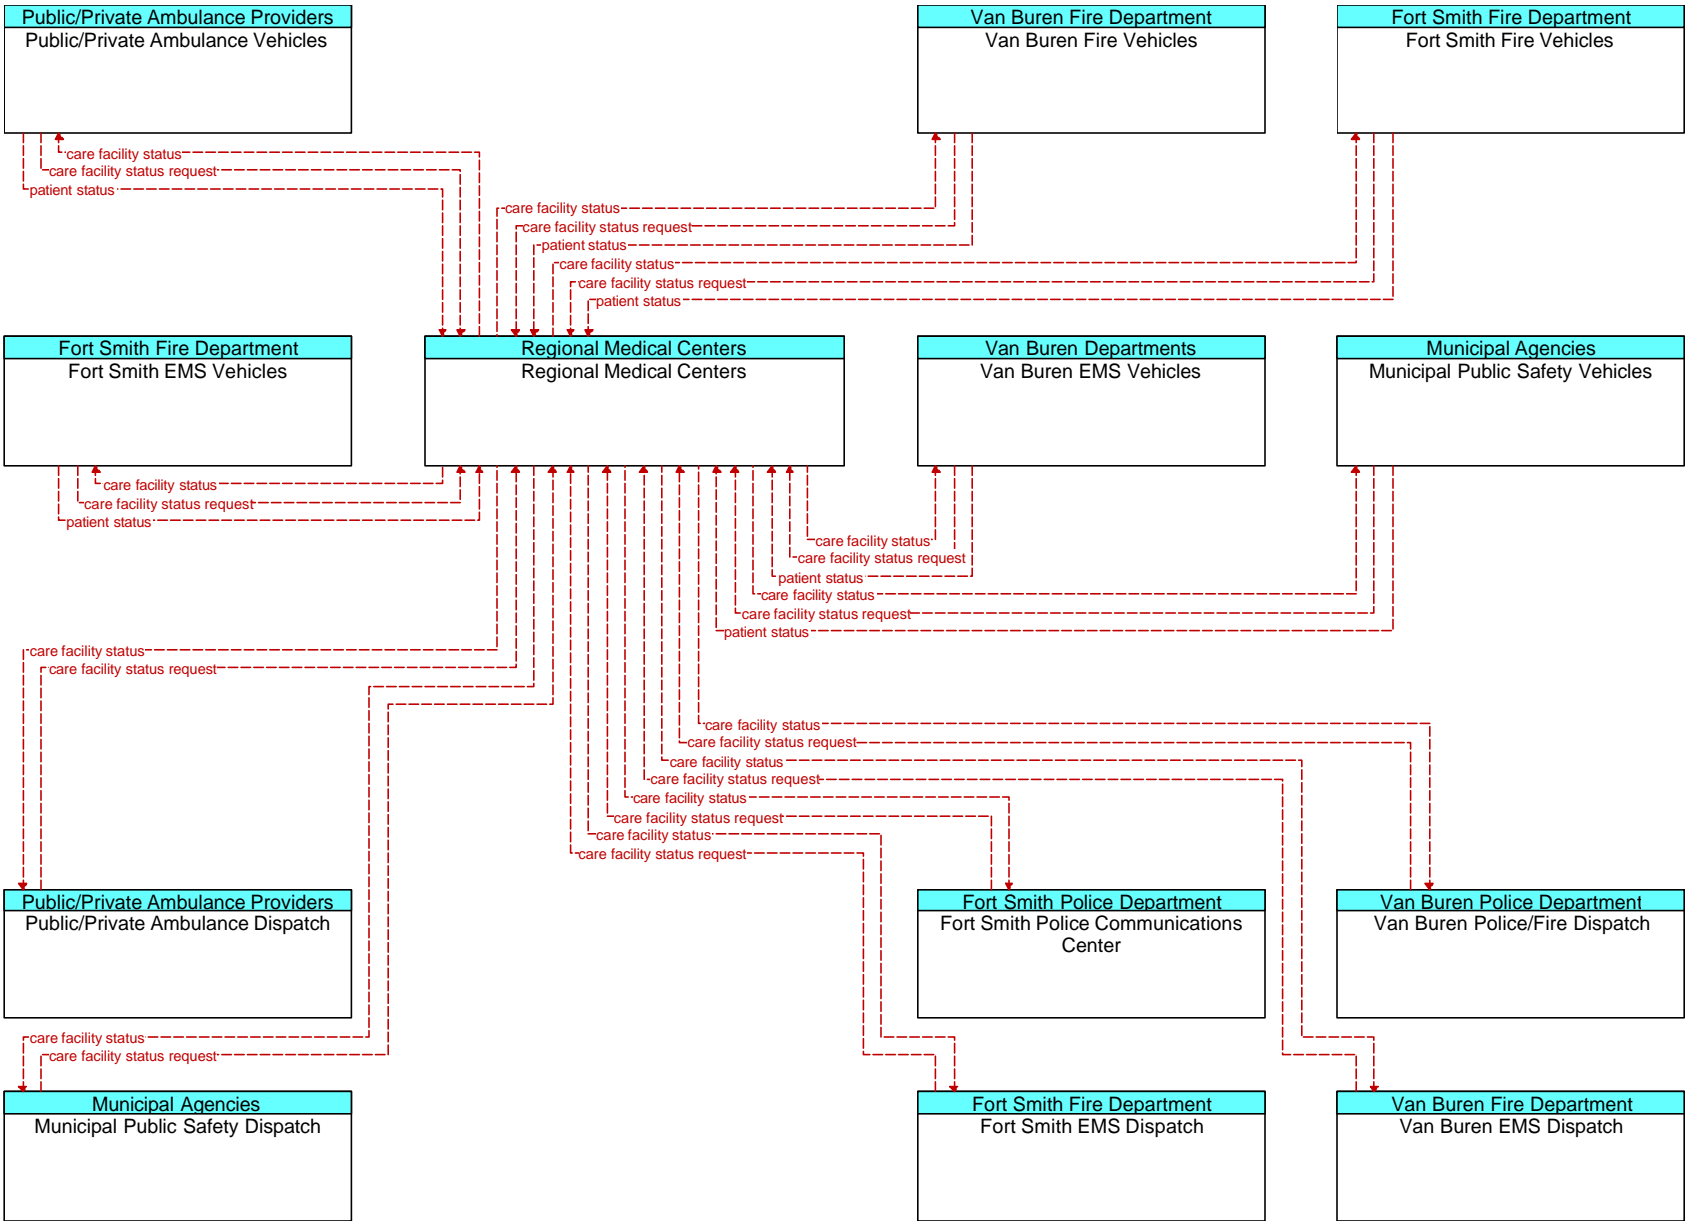 Public/Private Ambulance Providers
Public/Private Ambulance Vehicles
Van Buren Fire Department
Van Buren Fire Vehicles
Fort Smith Fire Department
Fort Smith Fire Vehicles
care facility status
care facility status request
patient status
care facility status
care facility status request
patient status
care facility status
care facility status request
patient status
Fort Smith Fire Department
Fort Smith EMS Vehicles
Regional Medical Centers
Regional Medical Centers
Van Buren Departments
Van Buren EMS Vehicles
Municipal Agencies
Municipal Public Safety Vehicles
care facility status
care facility status request
patient status
care facility status
care facility status request
patient status
care facility status
care facility status request
patient status
care facility status
care facility status request
care facility status
care facility status request
care facility status
care facility status request
care facility status
care facility status request
care facility status
care facility status request
Public/Private Ambulance Providers
Public/Private Ambulance Dispatch
Fort Smith Police Department
Fort Smith Police Communications
Center
Van Buren Police Department
Van Buren Police/Fire Dispatch
care facility status
care facility status request
Municipal Agencies
Municipal Public Safety Dispatch
Fort Smith Fire Department
Fort Smith EMS Dispatch
Van Buren Fire Department
Van Buren EMS Dispatch